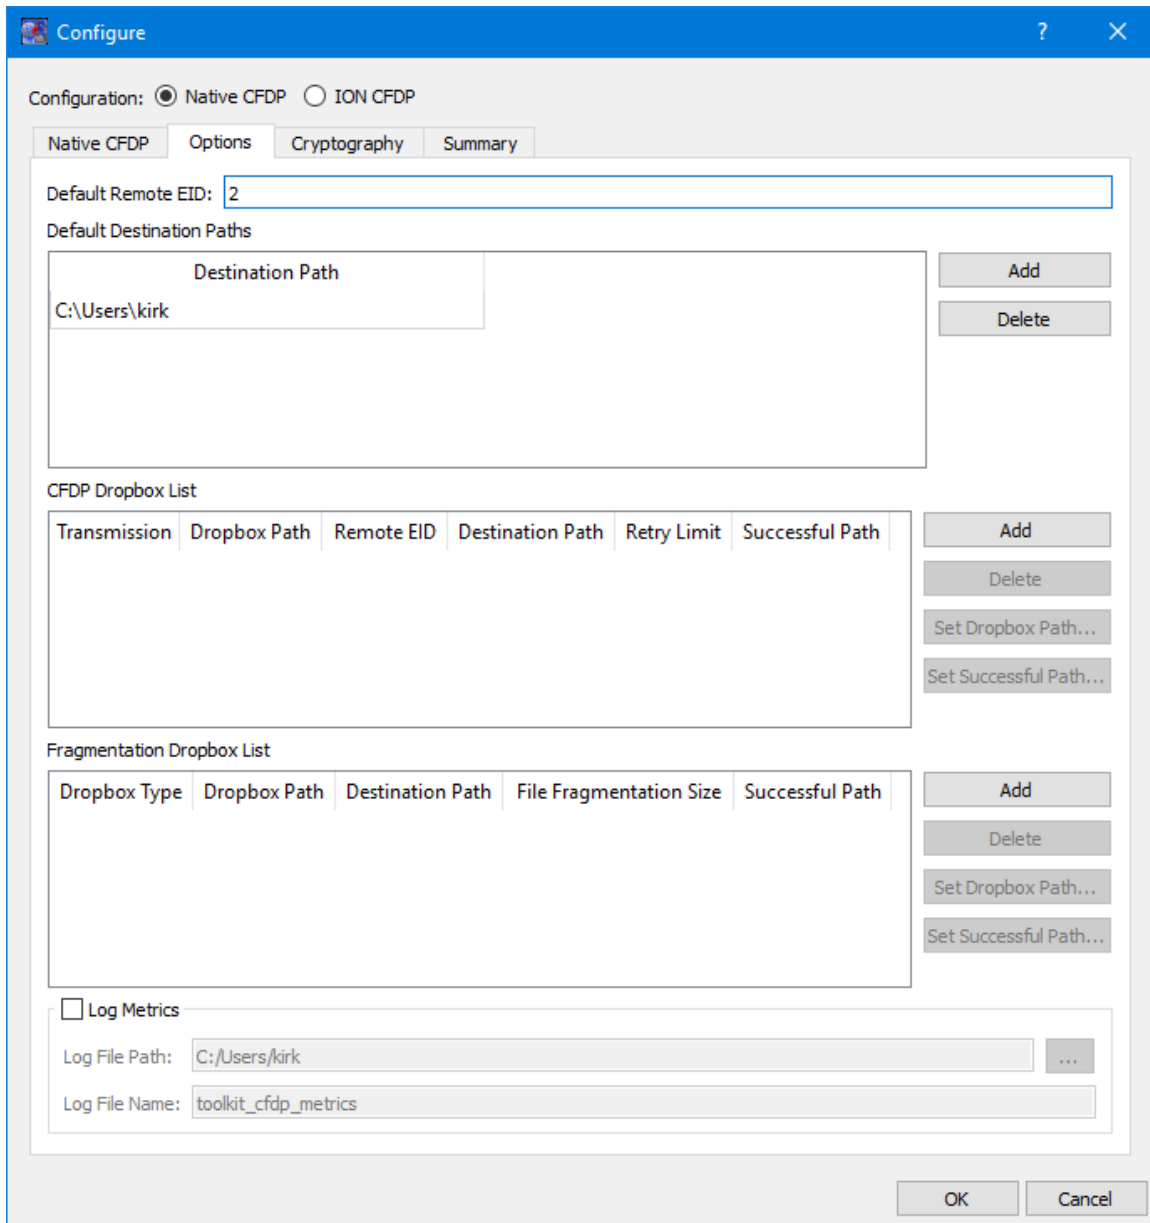 Configure ?
Configuration: Native CFDP ION CFDP
Native CFDP Options Cryptography Summary
Default Remote EID: 2
Default Destination Paths
Destination Path Add
C:\Users\kirk
Delete
CFDP Dropbox List
Transmission Dropbox Path Remote EID Destination Path Retry Limit Successful Path Add
Delete
Set Dropbox Path...
Set Successful Path...
Fragmentation Dropbox List
Dropbox Type Dropbox Path Destination Path File Fragmentation Size Successful Path Add
Delete
Set Dropbox Path...
Set Successful Path...
Log Metrics
Log File Path: C:/Users/kirk ...
Log File Name: toolkit_cfdp_metrics
OK Cancel